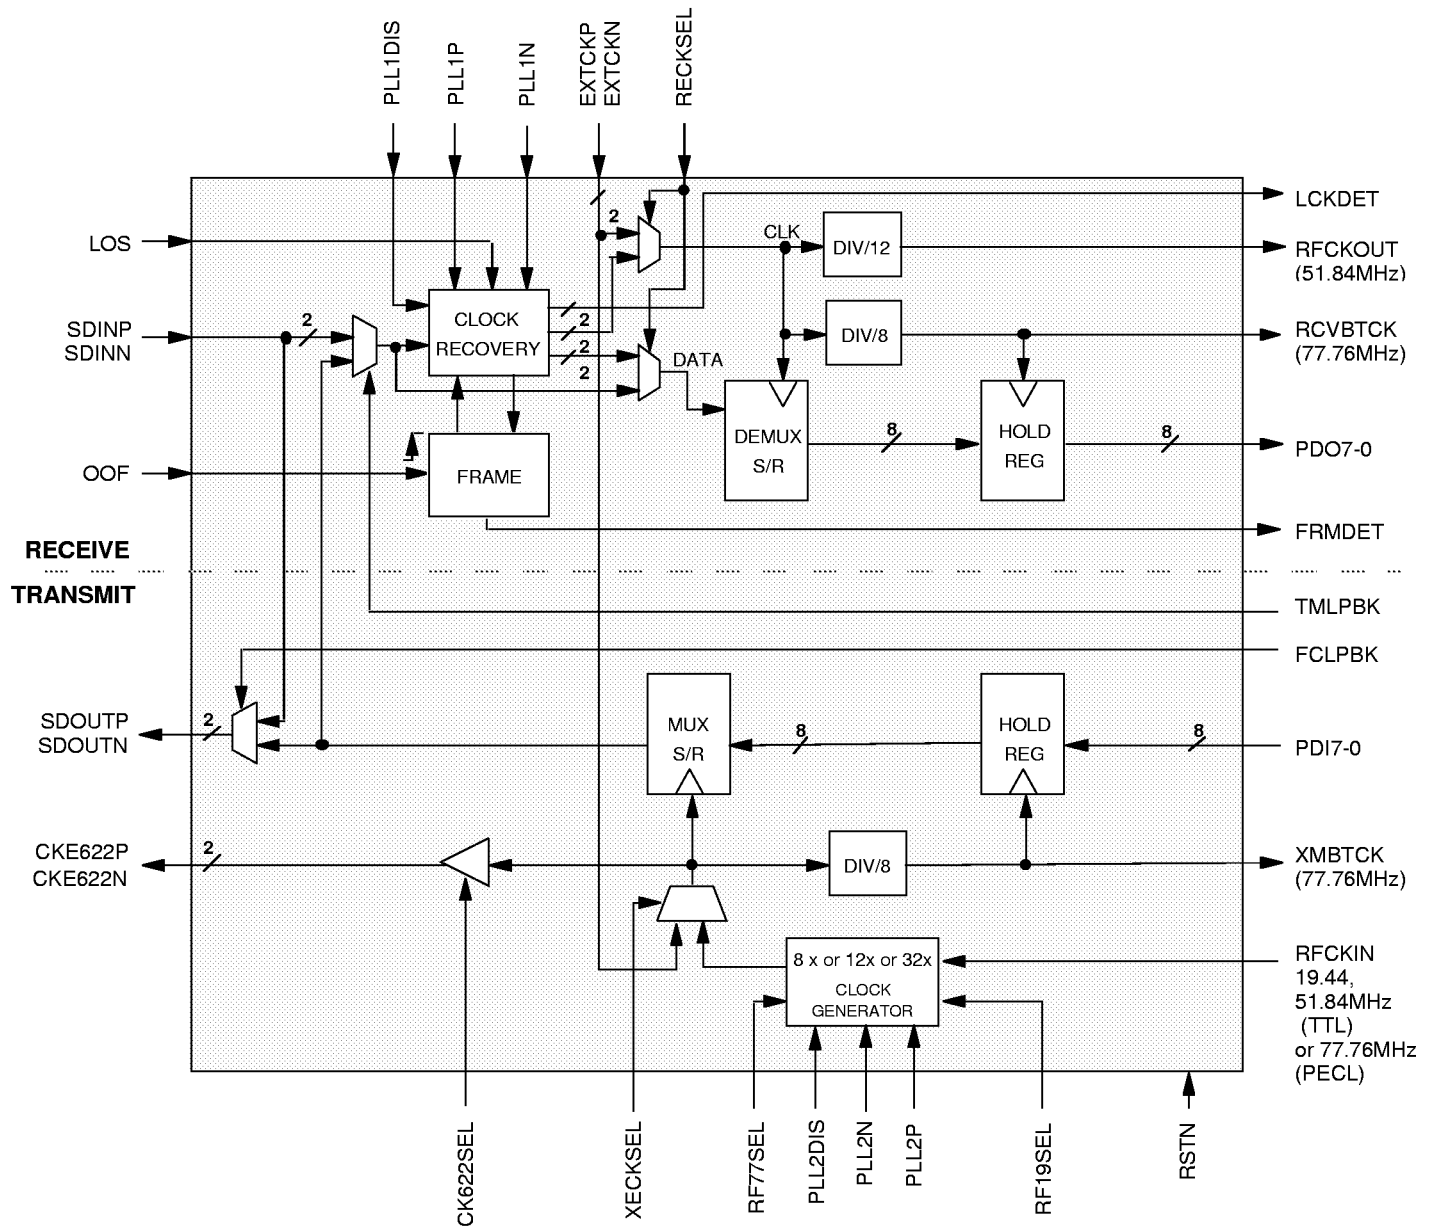 PLL1DIS
PLL1P
PLL1N
EXTCKP
EXTCKN
RECKSEL
LCKDET
2
CLK
DIV/12
RFCKOUT
(51.84MHz)
LOS
SDINP
SDINN
2
CLOCK
RECOVERY
2
2
2
DATA
DIV/8
RCVBTCK
(77.76MHz)
DEMUX
S/R
8
HOLD
REG
8
PDO7-0
OOF
FRAME
FRMDET
RECEIVE
TRANSMIT
TMLPBK
FCLPBK
SDOUTP
SDOUTN
2
MUX
S/R
8
HOLD
REG
8
PDI7-0
CKE622P
CKE622N
2
DIV/8
XMBTCK
(77.76MHz)
8 x or 12x or 32x
CLOCK
GENERATOR
RFCKIN
19.44,
51.84MHz
(TTL)
or 77.76MHz
(PECL)
CK622SEL
XECKSEL
RF77SEL
PLL2DIS
PLL2N
PLL2P
RF19SEL
RSTN